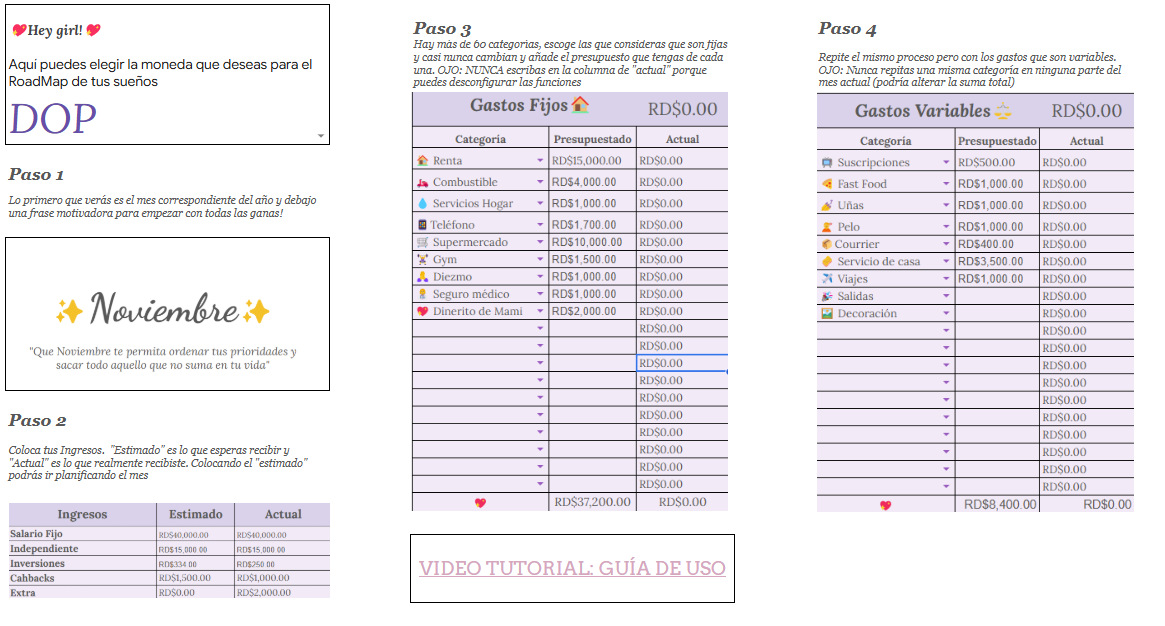 💖Hey girl! 💖
Aquí puedes elegir la moneda que deseas para el
RoadMap de tus sueños
DOP
Paso 1
Lo primero que verás es el mes correspondiente del año y debajo
una frase motivadora para empezar con todas las ganas!
✨Noviembre✨
"Que Noviembre te permita ordenar tus prioridades y
sacar todo aquello que no suma en tu vida"
Paso 2
Coloca tus Ingresos. "Estimado" es lo que esperas recibir y
"Actual" es lo que realmente recibiste. Colocando el "estimado"
podrás ir planificando el mes
Ingresos Estimado Actual
Salario Fijo RD$40,000.00 RD$40,000.00
Independiente RD$15,000.00 RD$15,000.00
Inversiones RD$334.00 RD$250.00
Cahbacks RD$1,500.00 RD$1,000.00
Extra RD$0.00 RD$2,000.00
Paso 3
Hay más de 60 categorías, escoge las que consideras que son fijas
y casi nunca cambian y añade el presupuesto que tengas de cada
una. OJO: NUNCA escribas en la columna de "actual" porque
puedes desconfigurar las funciones
Gastos Fijos🏠 RD$0.00
Categoría Presupuestado Actual
🏠 Renta RD$15,000.00 RD$0.00
🛵 Combustible RD$4,000.00 RD$0.00
💧 Servicios Hogar RD$1,000.00 RD$0.00
📱Teléfono RD$1,700.00 RD$0.00
🛒 Supermercado RD$10,000.00 RD$0.00
🏋 Gym RD$1,500.00 RD$0.00
🙏 Diezmo RD$1,000.00 RD$0.00
Seguro médico RD$1,000.00 RD$0.00
💖 Dinerito de Mami RD$2,000.00 RD$0.00
RD$0.00
RD$0.00
RD$0.00
RD$0.00
RD$0.00
RD$0.00
RD$0.00
RD$0.00
RD$0.00
RD$0.00
💖 RD$37,200.00 RD$0.00
VIDEO TUTORIAL: GUÍA DE USO
Paso 4
Repite el mismo proceso pero con los gastos que son variables.
OJO: Nunca repitas una misma categoría en ninguna parte del
mes actual (podría alterar la suma total)
Gastos Variables⚖ RD$0.00
Categoría Presupuestado Actual
📺 Suscripciones RD$500.00 RD$0.00
🍕 Fast Food RD$1,000.00 RD$0.00
💅 Uñas RD$1,000.00 RD$0.00
Pelo RD$1,000.00 RD$0.00
📦Courrier RD$400.00 RD$0.00
Servicio de casa RD$3,500.00 RD$0.00
✈ Viajes RD$1,000.00 RD$0.00
🎉 Salidas RD$0.00
🖼 Decoración RD$0.00
RD$0.00
RD$0.00
RD$0.00
RD$0.00
RD$0.00
RD$0.00
RD$0.00
RD$0.00
RD$0.00
RD$0.00
💖 RD$8,400.00 RD$0.00